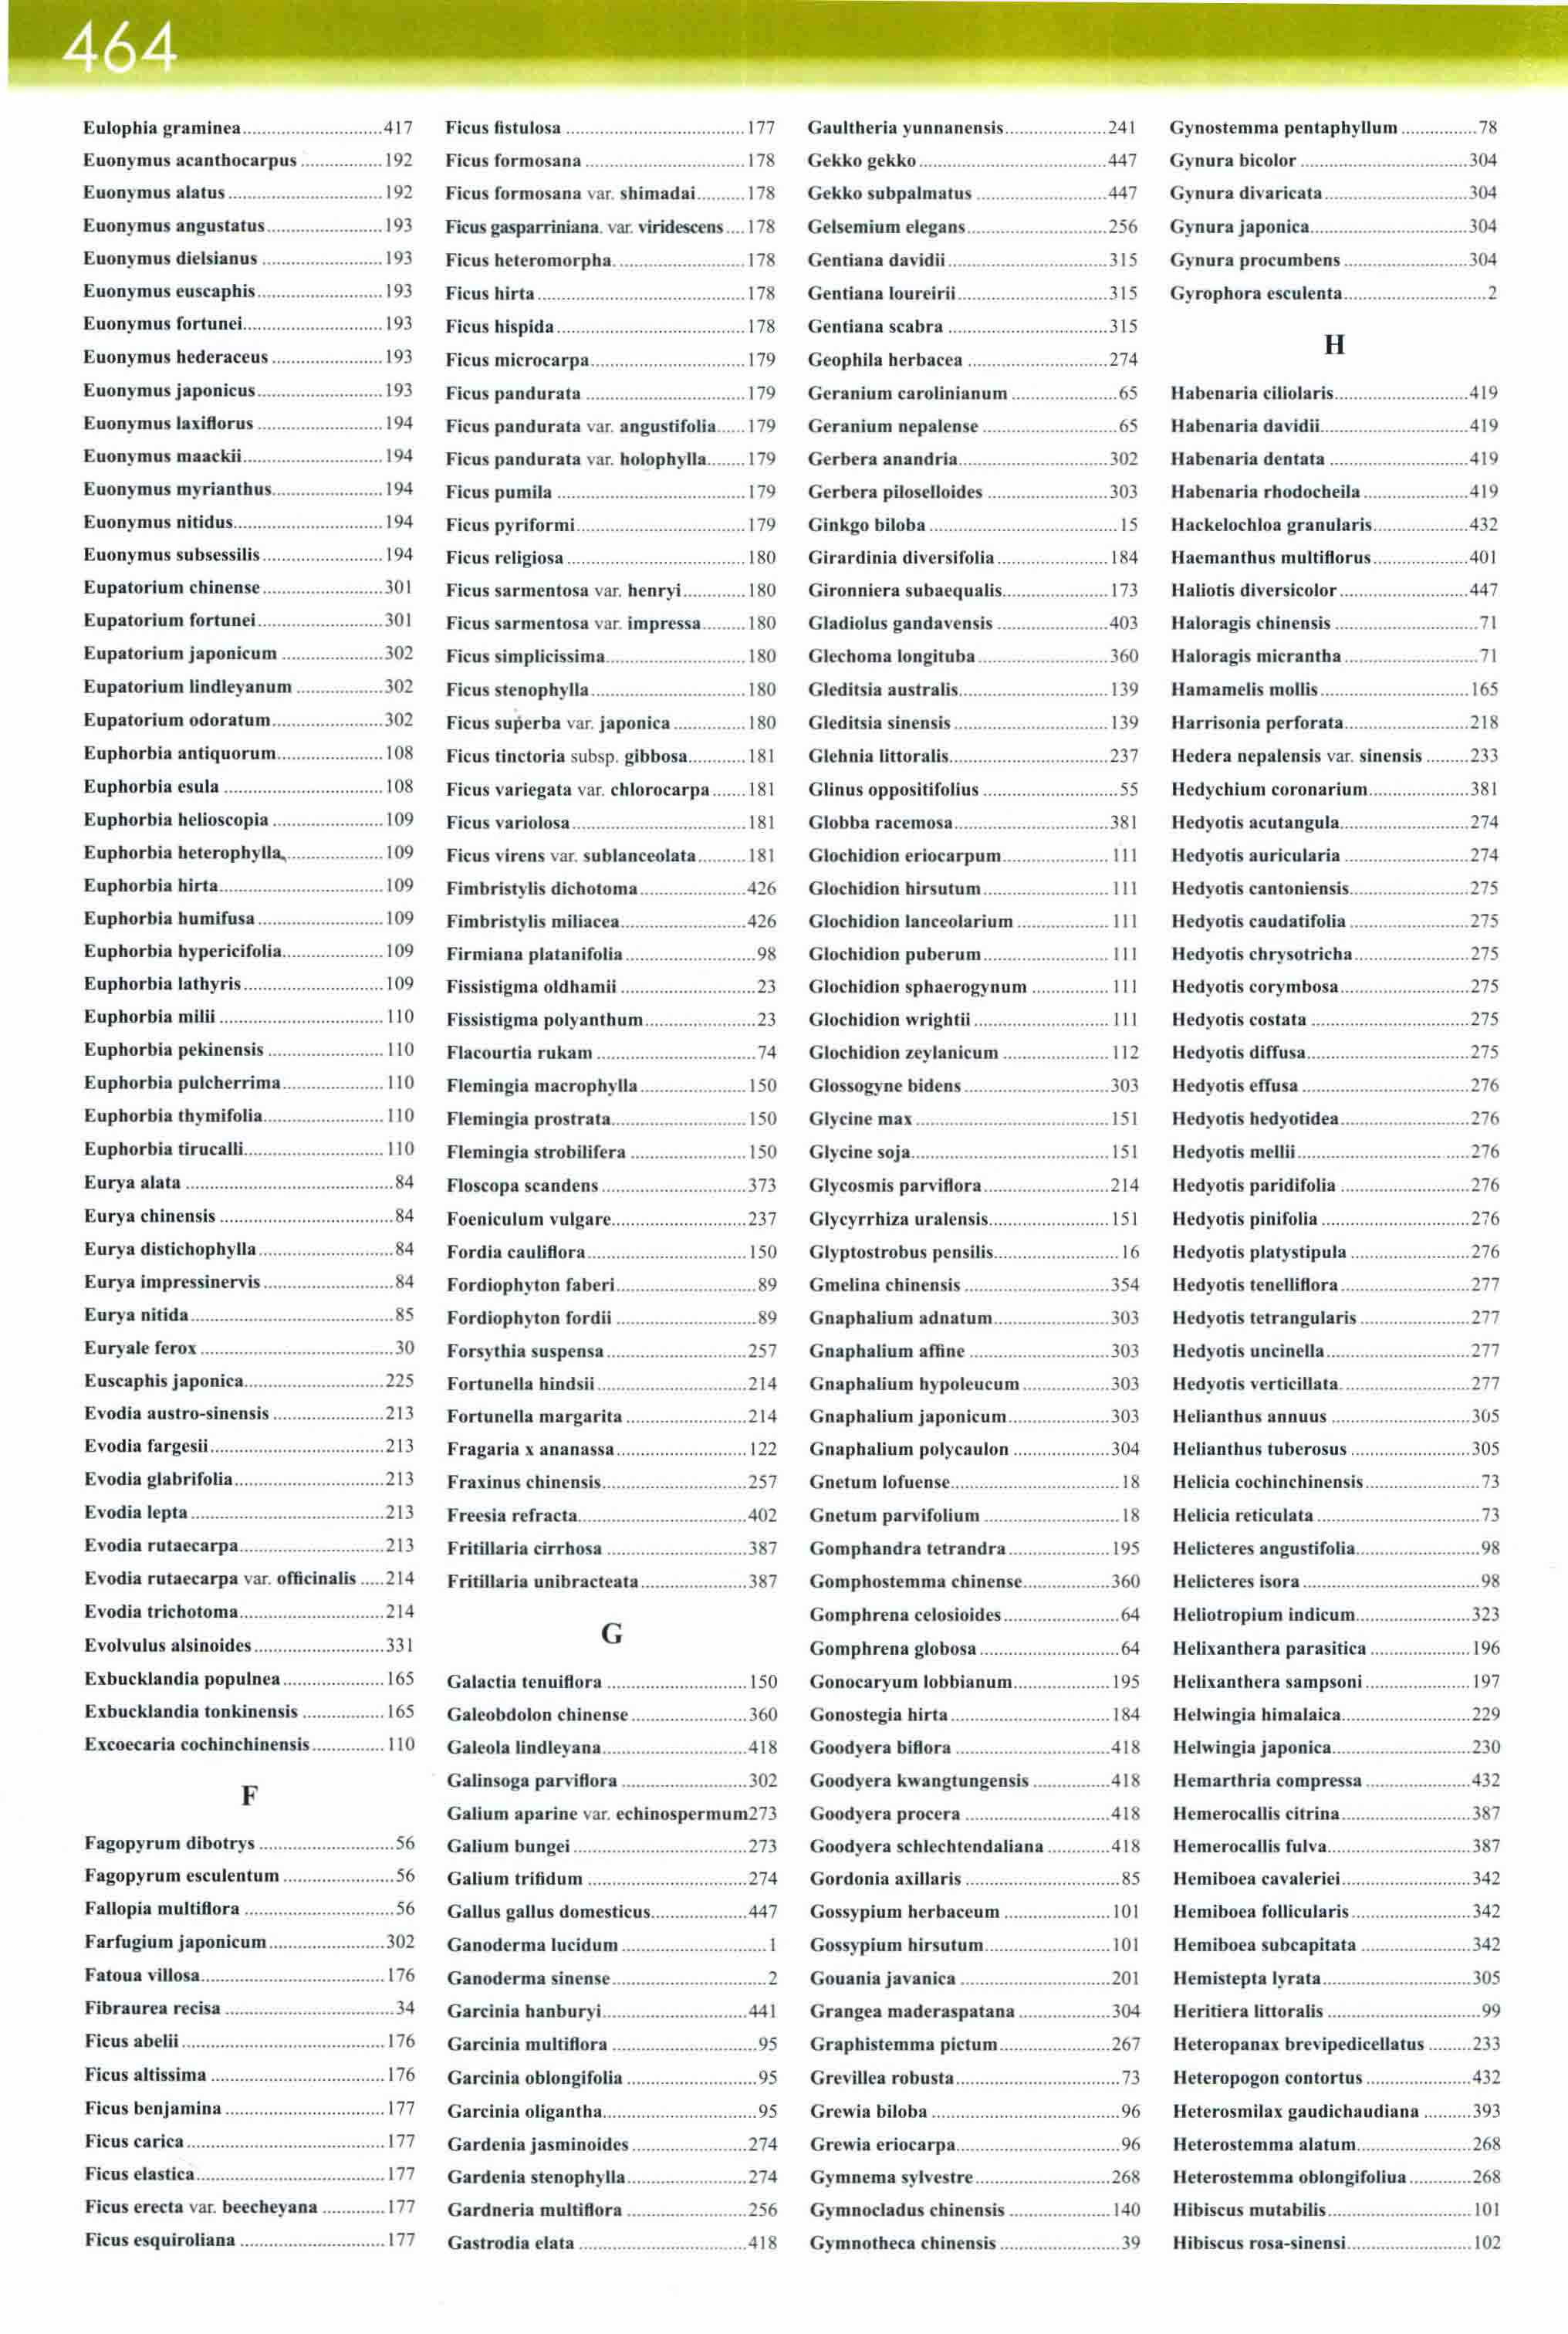 464
Eulophia graminea............................417
Euonymus acanthocarpus................192
Euonymus alatus..............................192
Euonymus angustatus.......................193
Euonymus dielsianus........................193
Euonymus euscaphis.........................193
Euonymus fortunei............................193
Euonymus hederaceus......................193
Euonymus japonicus.........................193
Euonymus laxiflorus.........................194
Euonymus maackii............................194
Euonymus myrianthus......................194
Euonymus nitidus..............................194
Euonymus subsessilis........................194
Eupatorium chinense........................301
Eupatorium fortunei.........................301
Eupatorium japonicum....................302
Eupatorium lindleyanum.................302
Eupatorium odoratum......................302
Euphorbia antiquorum.....................108
Euphorbia esula................................108
Euphorbia helioscopia......................109
Euphorbia heterophylla...................109
Euphorbia hirta.................................109
Euphorbia humifusa.........................109
Euphorbia hypericifolia....................109
Euphorbia lathyris............................109
Euphorbia milii.................................110
Euphorbia pekinensis.......................110
Euphorbia pulcherrima....................110
Euphorbia thymifolia........................110
Euphorbia tirucalli............................110
Eurya alata.........................................84
Eurya chinensis..................................84
Eurya distichophylla..........................84
Eurya impressinervis.........................84
Eurya nitida.......................................85
Euryale ferox.....................................30
Euscaphis japonica...........................225
Evodia austro-sinensis......................213
Evodia fargesii..................................213
Evodia glabrifolia.............................213
Evodia lepta......................................213
Evodia rutaecarpa............................213
Evodia rutaecarpa var. officinalis.....214
Evodia trichotoma............................214
Evolvulus alsinoides.........................331
Exbucklandia populnea....................165
Exbucklandia tonkinensis................165
Excoecaria cochinchinensis..............110
F
Fagopyrum dibotrys..........................56
Fagopyrum esculentum.....................56
Fallopia multiflora.............................56
Farfugium japonicum.......................302
Fatoua villosa....................................176
Fibraurea recisa.................................34
Ficus abelii........................................176
Ficus altissima...................................176
Ficus benjamina................................177
Ficus carica.......................................177
Ficus elastica.....................................177
Ficus erecta var. beecheyana............177
Ficus esquiroliana.............................177
Ficus fistulosa....................................177
Ficus formosana................................178
Ficus formosana var. shimadai.........178
Ficus gasparriniana. var. viridescens....178
Ficus heteromorpha..........................178
Ficus hirta.........................................178
Ficus hispida.....................................178
Ficus microcarpa..............................179
Ficus pandurata................................179
Ficus pandurata var. angustifolia......179
Ficus pandurata var. holophylla.......179
Ficus pumila.....................................179
Ficus pyriformi.................................179
Ficus religiosa...................................180
Ficus sarmentosa var. henryi............180
Ficus sarmentosa var. impressa........180
Ficus simplicissima...........................180
Ficus stenophylla..............................180
Ficus superba var. japonica..............180
Ficus tinctoria subsp. gibbosa...........181
Ficus variegata var. chlorocarpa.......181
Ficus variolosa..................................181
Ficus virens var. sublanceolata.........181
Fimbristylis dichotoma.....................426
Fimbristylis miliacea........................426
Firmiana platanifolia.........................98
Fissistigma oldhamii..........................23
Fissistigma polyanthum.....................23
Flacourtia rukam...............................74
Flemingia macrophylla.....................150
Flemingia prostrata..........................150
Flemingia strobilifera.......................150
Floscopa scandens............................373
Foeniculum vulgare..........................237
Fordia cauliflora...............................150
Fordiophyton faberi...........................89
Fordiophyton fordii...........................89
Forsythia suspensa...........................257
Fortunella hindsii.............................214
Fortunella margarita........................214
Fragaria x ananassa..........................122
Fraxinus chinensis............................257
Freesia refracta.................................402
Fritillaria cirrhosa............................387
Fritillaria unibracteata.....................387
G
Galactia tenuiflora............................150
Galeobdolon chinense.......................360
Galeola lindleyana............................418
Galinsoga parviflora.........................302
Galium aparine var. echinospermum273
Galium bungei..................................273
Galium trifidum................................274
Gallus gallus domesticus...................447
Ganoderma lucidum............................1
Ganoderma sinense..............................2
Garcinia hanburyi............................441
Garcinia multiflora............................95
Garcinia oblongifolia.........................95
Garcinia oligantha.............................95
Gardenia jasminoides.......................274
Gardenia stenophylla........................274
Gardneria multiflora........................256
Gastrodia elata.................................418
Gaultheria yunnanensis....................241
Gekko gekko.....................................447
Gekko subpalmatus..........................447
Gelsemium elegans...........................256
Gentiana davidii...............................315
Gentiana loureirii.............................315
Gentiana scabra................................315
Geophila herbacea............................274
Geranium carolinianum.....................65
Geranium nepalense...........................65
Gerbera anandria.............................302
Gerbera piloselloides........................303
Ginkgo biloba....................................15
Girardinia diversifolia......................184
Gironniera subaequalis.....................173
Gladiolus gandavensis......................403
Glechoma longituba..........................360
Gleditsia australis.............................139
Gleditsia sinensis..............................139
Glehnia littoralis...............................237
Glinus oppositifolius..........................55
Globba racemosa..............................381
Glochidion eriocarpum.....................111
Glochidion hirsutum.........................111
Glochidion lanceolarium..................111
Glochidion puberum.........................111
Glochidion sphaerogynum...............111
Glochidion wrightii...........................111
Glochidion zeylanicum.....................112
Glossogyne bidens.............................303
Glycine max......................................151
Glycine soja.......................................151
Glycosmis parviflora.........................214
Glycyrrhiza uralensis........................151
Glyptostrobus pensilis........................16
Gmelina chinensis.............................354
Gnaphalium adnatum.......................303
Gnaphalium affine............................303
Gnaphalium hypoleucum.................303
Gnaphalium japonicum....................303
Gnaphalium polycaulon...................304
Gnetum lofuense................................18
Gnetum parvifolium..........................18
Gomphandra tetrandra....................195
Gomphostemma chinense.................360
Gomphrena celosioides......................64
Gomphrena globosa...........................64
Gonocaryum lobbianum...................195
Gonostegia hirta...............................184
Goodyera biflora...............................418
Goodyera kwangtungensis...............418
Goodyera procera.............................418
Goodyera schlechtendaliana............418
Gordonia axillaris..............................85
Gossypium herbaceum.....................101
Gossypium hirsutum.........................101
Gouania javanica..............................201
Grangea maderaspatana..................304
Graphistemma pictum......................267
Grevillea robusta................................73
Grewia biloba.....................................96
Grewia eriocarpa................................96
Gymnema sylvestre...........................268
Gymnocladus chinensis....................140
Gymnotheca chinensis.......................39
Gynostemma pentaphyllum...............78
Gynura bicolor..................................304
Gynura divaricata.............................304
Gynura japonica................................304
Gynura procumbens.........................304
Gyrophora esculenta............................2
H
Habenaria ciliolaris...........................419
Habenaria davidii..............................419
Habenaria dentata............................419
Habenaria rhodocheila.....................419
Hackelochloa granularis...................432
Haemanthus multiflorus...................401
Haliotis diversicolor..........................447
Haloragis chinensis............................71
Haloragis micrantha..........................71
Hamamelis mollis..............................165
Harrisonia perforata.........................218
Hedera nepalensis var. sinensis........233
Hedychium coronarium....................381
Hedyotis acutangula..........................274
Hedyotis auricularia.........................274
Hedyotis cantoniensis........................275
Hedyotis caudatifolia........................275
Hedyotis chrysotricha.......................275
Hedyotis corymbosa..........................275
Hedyotis costata................................275
Hedyotis diffusa................................275
Hedyotis effusa..................................276
Hedyotis hedyotidea..........................276
Hedyotis mellii..................................276
Hedyotis paridifolia..........................276
Hedyotis pinifolia..............................276
Hedyotis platystipula........................276
Hedyotis tenelliflora..........................277
Hedyotis tetrangularis......................277
Hedyotis uncinella.............................277
Hedyotis verticillata..........................277
Helianthus annuus............................305
Helianthus tuberosus........................305
Helicia cochinchinensis......................73
Helicia reticulata................................73
Helicteres angustifolia........................98
Helicteres isora...................................98
Heliotropium indicum.......................323
Helixanthera parasitica....................196
Helixanthera sampsoni.....................197
Helwingia himalaica.........................229
Helwingia japonica...........................230
Hemarthria compressa.....................432
Hemerocallis citrina..........................387
Hemerocallis fulva............................387
Hemiboea cavaleriei..........................342
Hemiboea follicularis........................342
Hemiboea subcapitata......................342
Hemistepta lyrata.............................305
Heritiera littoralis..............................99
Heteropanax brevipedicellatus........233
Heteropogon contortus.....................432
Heterosmilax gaudichaudiana.........393
Heterostemma alatum.......................268
Heterostemma oblongifoliua............268
Hibiscus mutabilis.............................101
Hibiscus rosa-sinensi.........................102